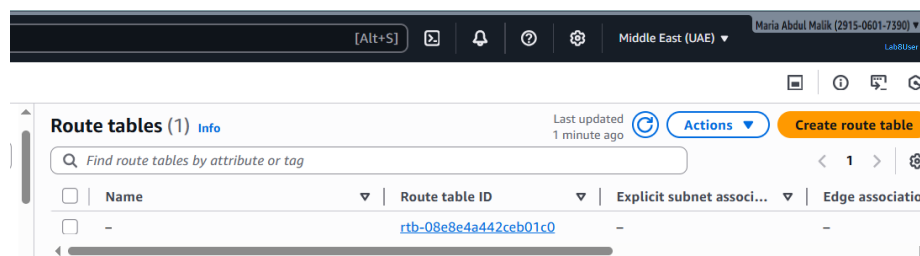 [Alt+S] Middle East (UAE) ▼ Maria Abdul Malik (2915-0601-7390) ▼
Lab8User
Route tables (1) Info
Last updated
1 minute ago
Actions ▼
Create route table
Find route tables by attribute or tag
1
Name Route table ID Explicit subnet associ... Edge associatio
– rtb-08e8e4a442ceb01c0 – –